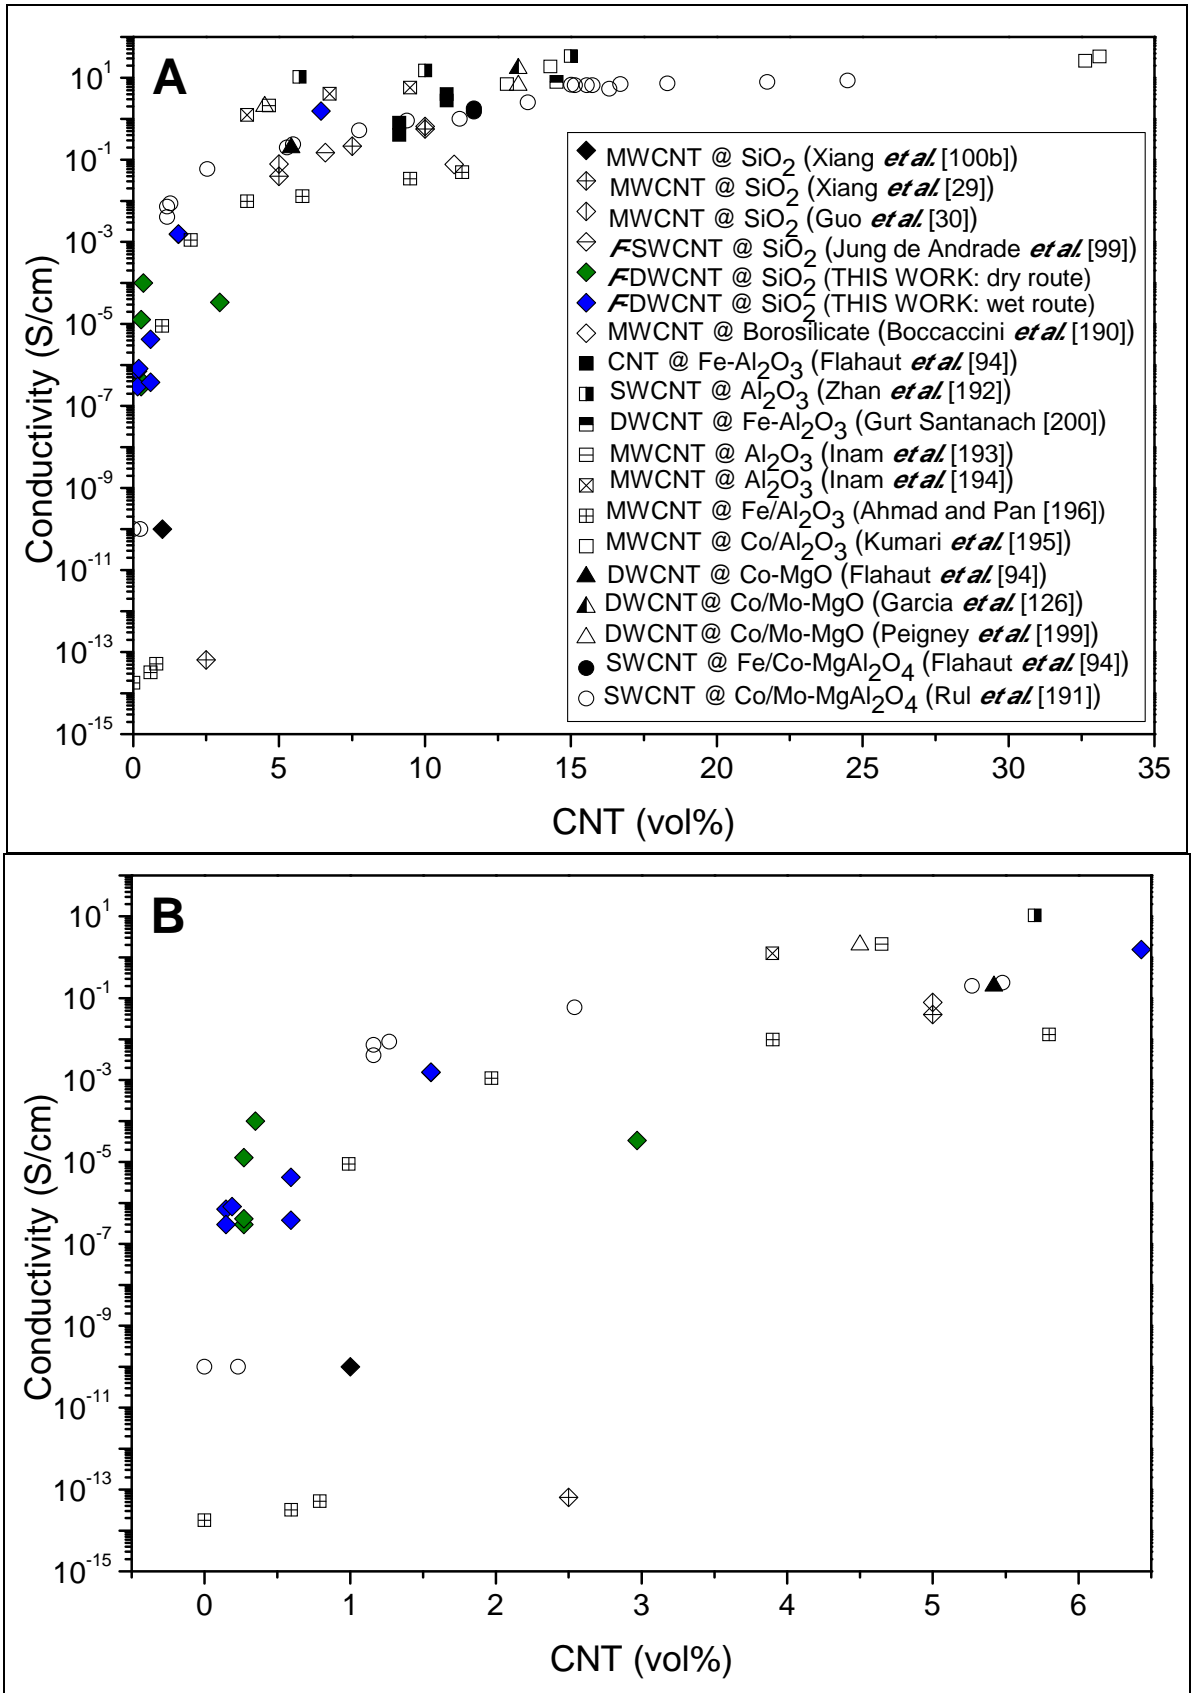 A
10^1
10^-1
10^-3
10^-5
10^-7
10^-9
10^-11
10^-13
10^-15
Conductivity (S/cm)
MWCNT @ SiO2 (Xiang et al. [100b])
MWCNT @ SiO2 (Xiang et al. [29])
MWCNT @ SiO2 (Guo et al. [30])
F-SWCNT @ SiO2 (Jung de Andrade et al. [99])
F-DWCNT @ SiO2 (THIS WORK: dry route)
F-DWCNT @ SiO2 (THIS WORK: wet route)
MWCNT @ Borosilicate (Boccaccini et al. [190])
CNT @ Fe-Al2O3 (Flahaut et al. [94])
SWCNT @ Al2O3 (Zhan et al. [192])
DWCNT @ Fe-Al2O3 (Gurt Santanach [200])
MWCNT @ Al2O3 (Inam et al. [193])
MWCNT @ Al2O3 (Inam et al. [194])
MWCNT @ Fe/Al2O3 (Ahmad and Pan [196])
MWCNT @ Co/Al2O3 (Kumari et al. [195])
DWCNT @ Co-MgO (Flahaut et al. [94])
DWCNT@ Co/Mo-MgO (Garcia et al. [126])
DWCNT@ Co/Mo-MgO (Peigney et al. [199])
SWCNT @ Fe/Co-MgAl2O4 (Flahaut et al. [94])
SWCNT @ Co/Mo-MgAl2O4 (Rul et al. [191])
0 5 10 15 20 25 30 35
CNT (vol%)
B
10^1
10^-1
10^-3
10^-5
10^-7
10^-9
10^-11
10^-13
10^-15
Conductivity (S/cm)
0 1 2 3 4 5 6
CNT (vol%)